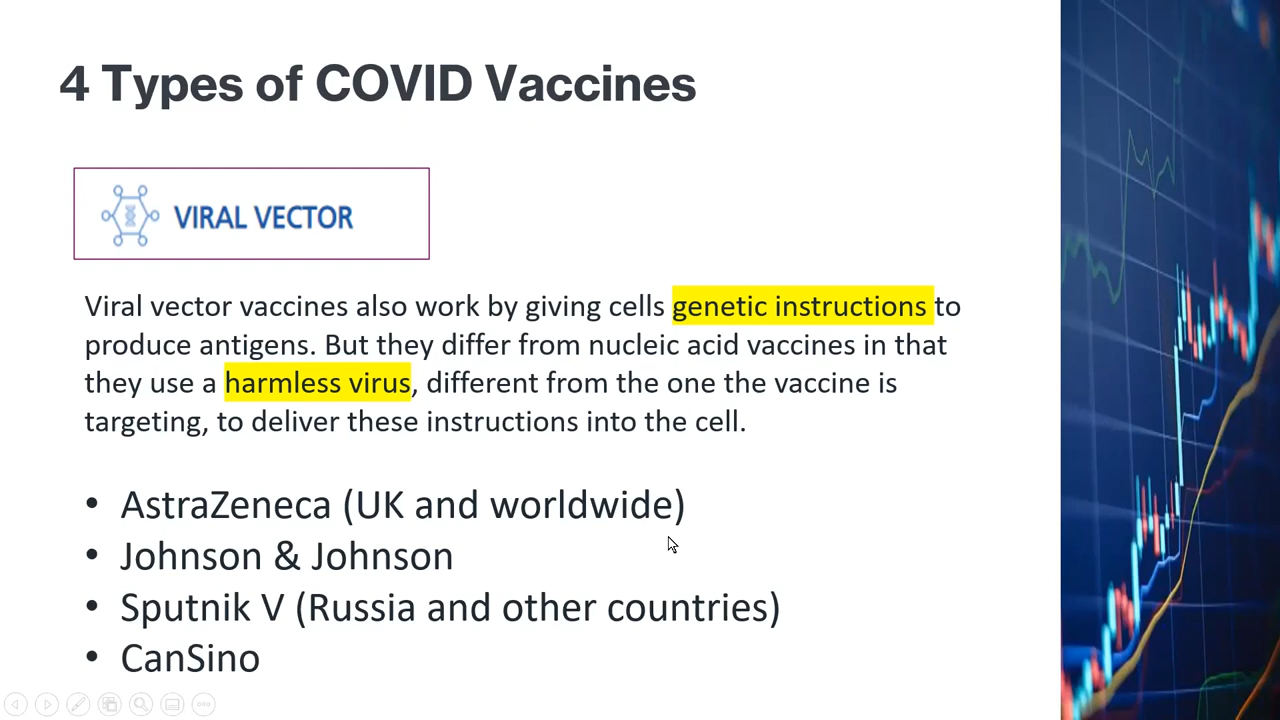 4 Types of COVID Vaccines
VIRAL VECTOR
Viral vector vaccines also work by giving cells genetic instructions to
produce antigens. But they differ from nucleic acid vaccines in that
they use a harmless virus, different from the one the vaccine is
targeting, to deliver these instructions into the cell.
• AstraZeneca (UK and worldwide)
• Johnson & Johnson
• Sputnik V (Russia and other countries)
• CanSino